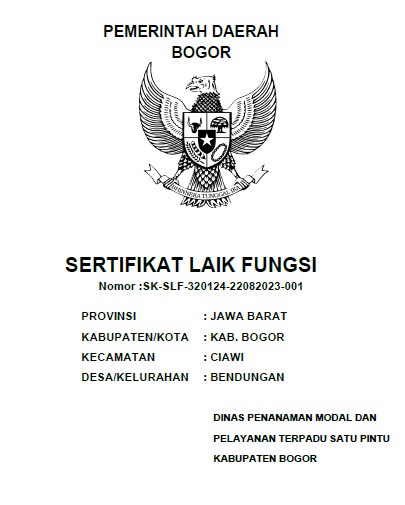 PEMERINTAH DAERAH
BOGOR
BHINNEKA TUNGGAL IKA
SERTIFIKAT LAIK FUNGSI
Nomor :SK-SLF-320124-22082023-001
PROVINSI : JAWA BARAT
KABUPATEN/KOTA : KAB. BOGOR
KECAMATAN : CIAWI
DESA/KELURAHAN : BENDUNGAN
DINAS PENANAMAN MODAL DAN
PELAYANAN TERPADU SATU PINTU
KABUPATEN BOGOR